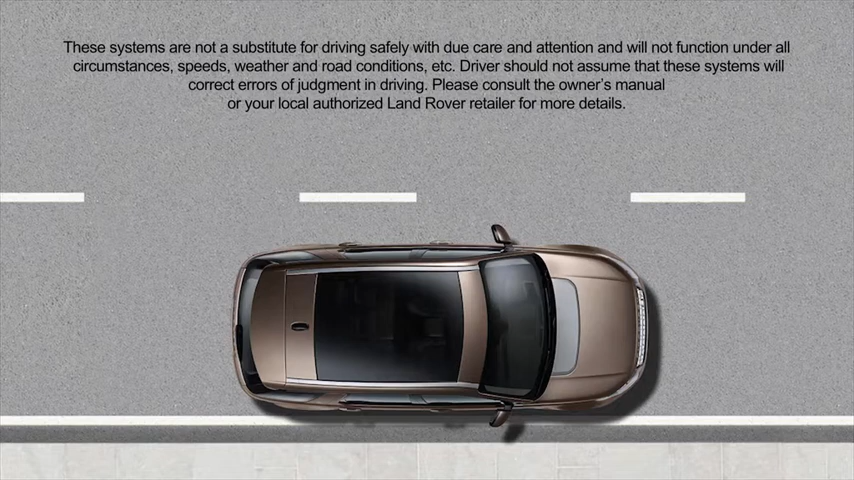 These systems are not a substitute for driving safely with due care and attention and will not function under all
circumstances, speeds, weather and road conditions, etc. Driver should not assume that these systems will
correct errors of judgment in driving. Please consult the owner's manual
or your local authorized Land Rover retailer for more details.